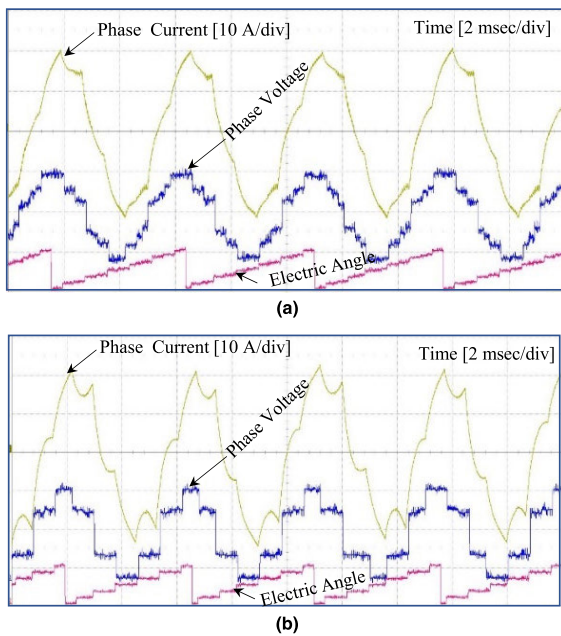 Phase Current [10 A/div]
Time [2 msec/div]
Phase Voltage
Electric Angle
(a)
Phase Current [10 A/div]
Time [2 msec/div]
Phase Voltage
Electric Angle
(b)